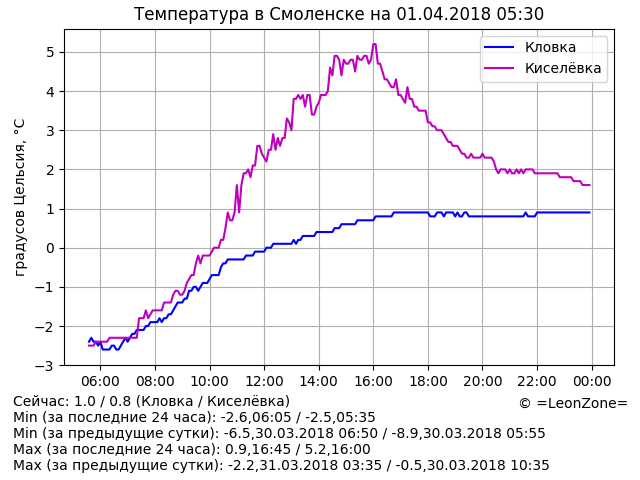 Температура в Смоленске на 01.04.2018 05:30
градусов Цельсия, °C
5
4
3
2
1
0
−1
−2
−3
Кловка
Киселёвка
06:00 08:00 10:00 12:00 14:00 16:00 18:00 20:00 22:00 00:00
Сейчас: 1.0 / 0.8 (Кловка / Киселёвка)
© =LeonZone=
Min (за последние 24 часа): -2.6,06:05 / -2.5,05:35
Min (за предыдущие сутки): -6.5,30.03.2018 06:50 / -8.9,30.03.2018 05:55
Max (за последние 24 часа): 0.9,16:45 / 5.2,16:00
Max (за предыдущие сутки): -2.2,31.03.2018 03:35 / -0.5,30.03.2018 10:35